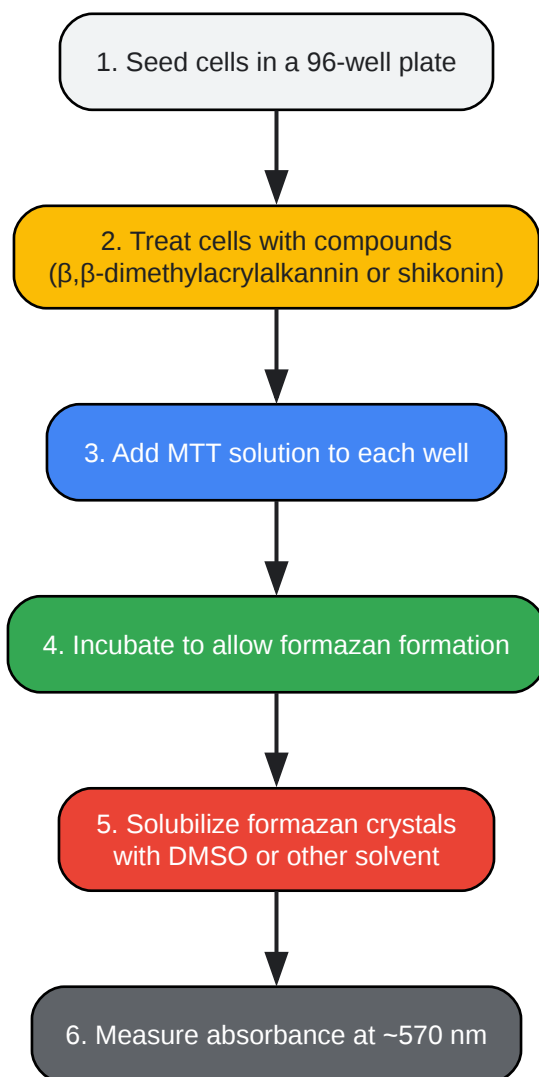 1. Seed cells in a 96-well plate
2. Treat cells with compounds
(β,β-dimethylacrylalkannin or shikonin)
3. Add MTT solution to each well
4. Incubate to allow formazan formation
5. Solubilize formazan crystals
with DMSO or other solvent
6. Measure absorbance at ~570 nm